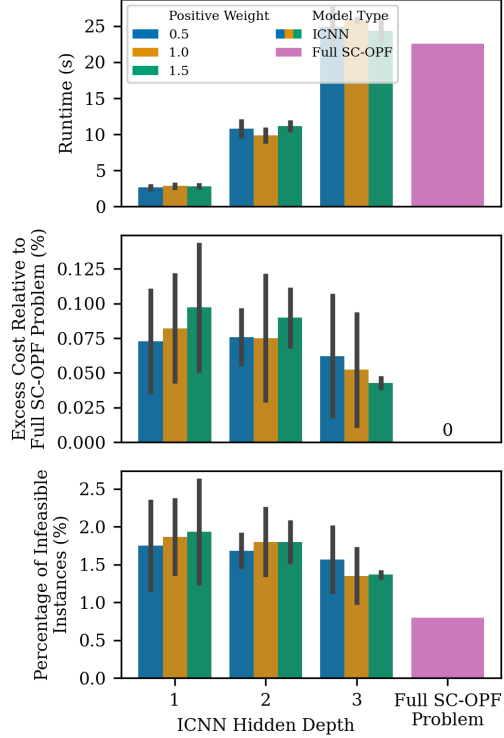 Positive Weight
0.5
1.0
1.5
Model Type
ICNN
Full SC-OPF
Runtime (s)
25
20
15
10
5
0
Excess Cost Relative to
Full SC-OPF Problem (%)
0.125
0.100
0.075
0.050
0.025
0.000
0
Percentage of Infeasible
Instances (%)
2.5
2.0
1.5
1.0
0.5
0.0
1
2
3
Full SC-OPF
Problem
ICNN Hidden Depth